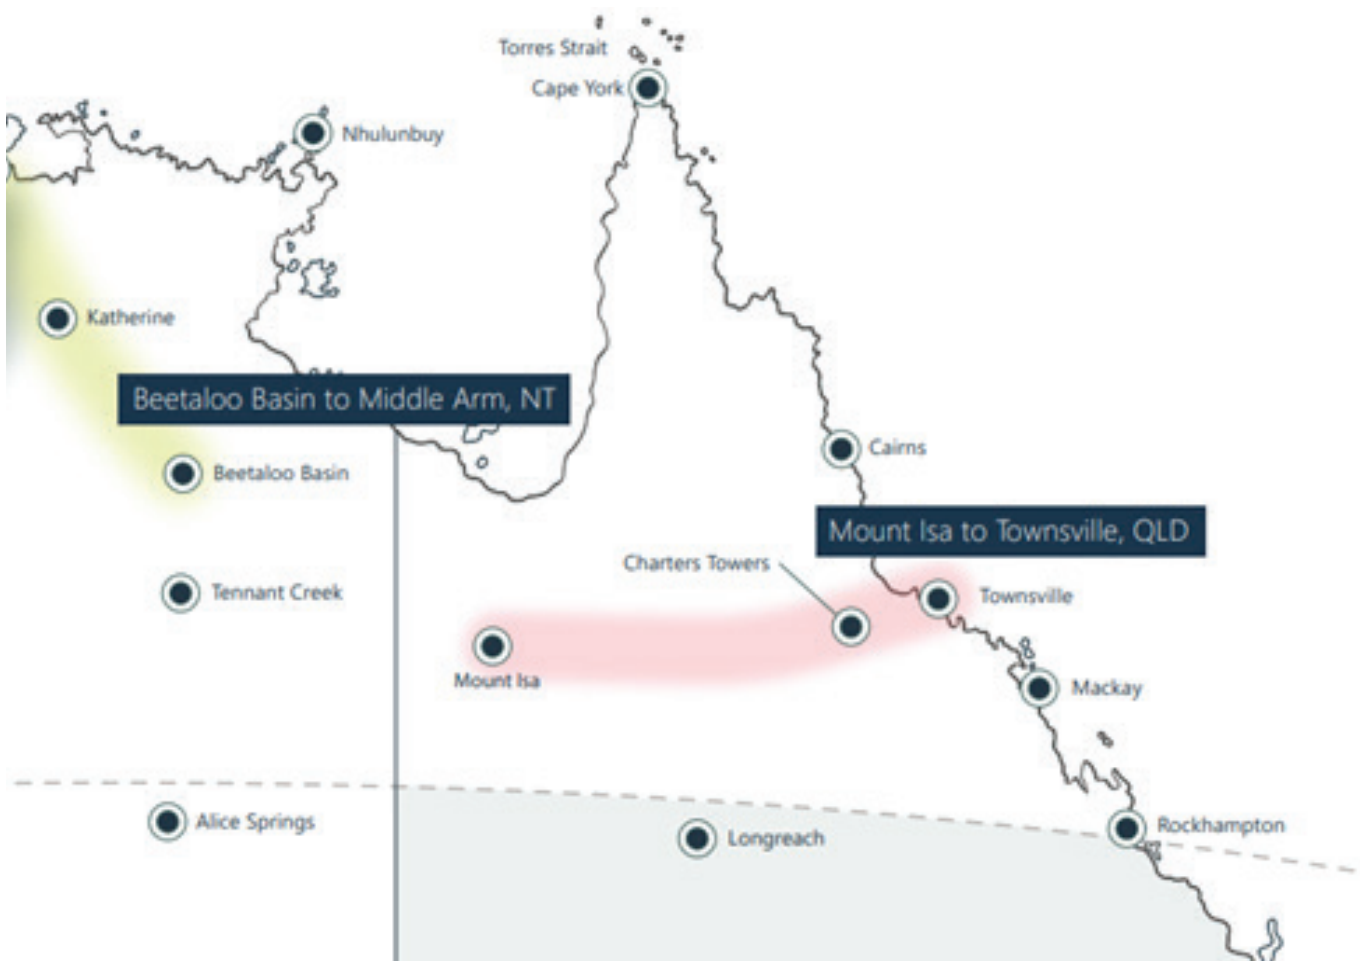 Torres Strait
Cape York
Nhulunbuy
Katherine
Beetaloo Basin to Middle Arm, NT
Cairns
Beetaloo Basin
Mount Isa to Townsville, QLD
Charters Towers
Tennant Creek
Townsville
Mount Isa
Mackay
Alice Springs
Rockhampton
Longreach